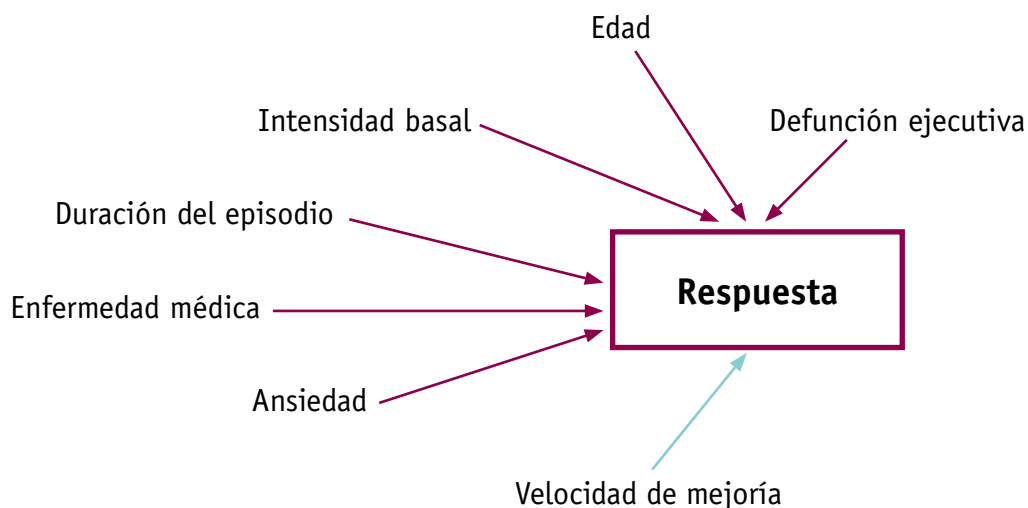 Edad
Intensidad basal
Defunción ejecutiva
Duración del episodio
Respuesta
Enfermedad médica
Ansiedad
Velocidad de mejoría